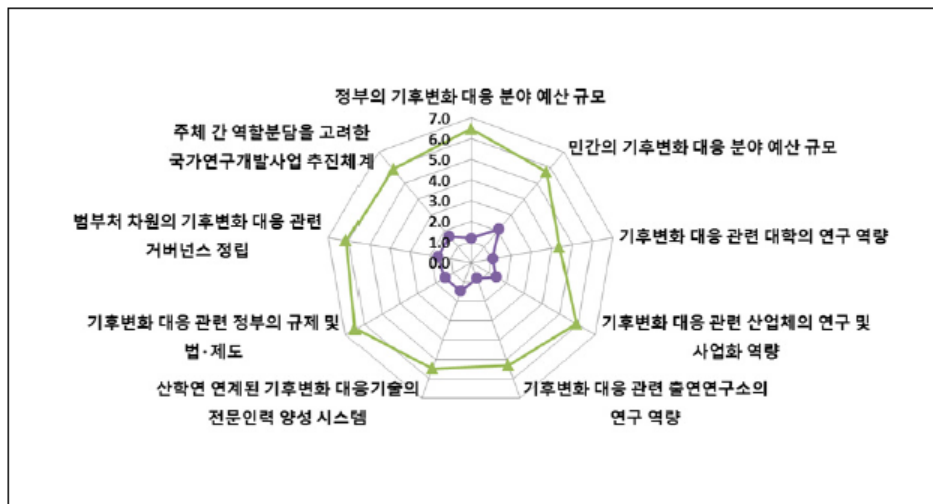 정부의 기후변화 대응 분야 예산 규모
7.0
6.0
5.0
4.0
3.0
2.0
1.0
0.0
민간의 기후변화 대응 분야 예산 규모
기후변화 대응 관련 대학의 연구 역량
기후변화 대응 관련 산업체의 연구 및
사업화 역량
기후변화 대응 관련 출연연구소의
연구 역량
산학연 연계된 기후변화 대응기술의
전문인력 양성 시스템
기후변화 대응 관련 정부의 규제 및
법·제도
범부처 차원의 기후변화 대응 관련
거버넌스 정립
주체 간 역할분담을 고려한
국가연구개발사업 추진체계